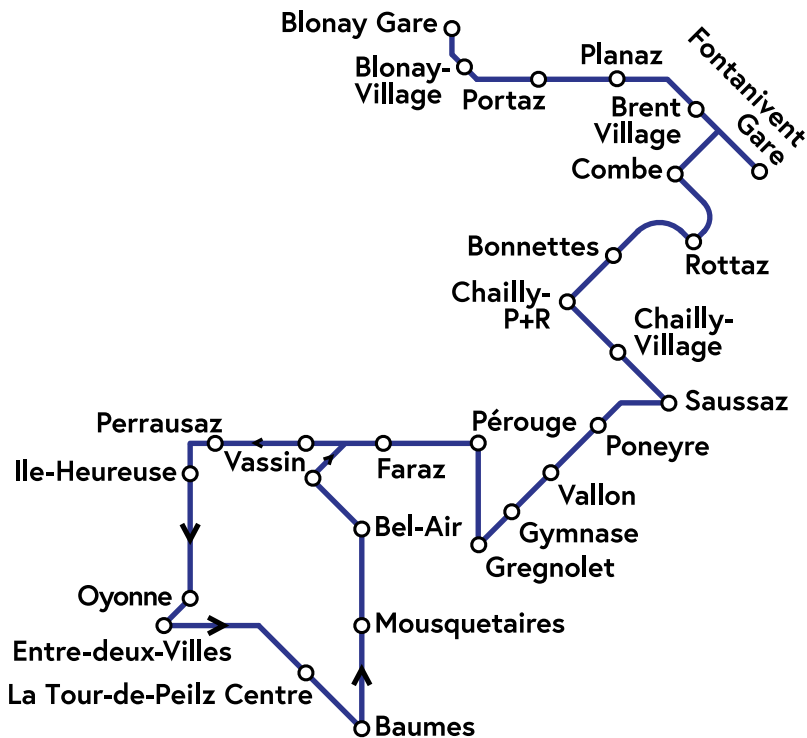 Blonay Gare
Blonay-
Village
Portaz
Planaz
Brent
Village
Fontanivent
Gare
Combe
Rottaz
Bonnettes
Chailly-
P+R
Chailly-
Village
Saussaz
Poneyre
Vallon
Gymnase
Gregnolet
Pérouge
Faraz
Vassin
Perrausaz
Ile-Heureuse
Oyonne
Entre-deux-Villes
La Tour-de-Peilz Centre
Baumes
Mousquetaires
Bel-Air